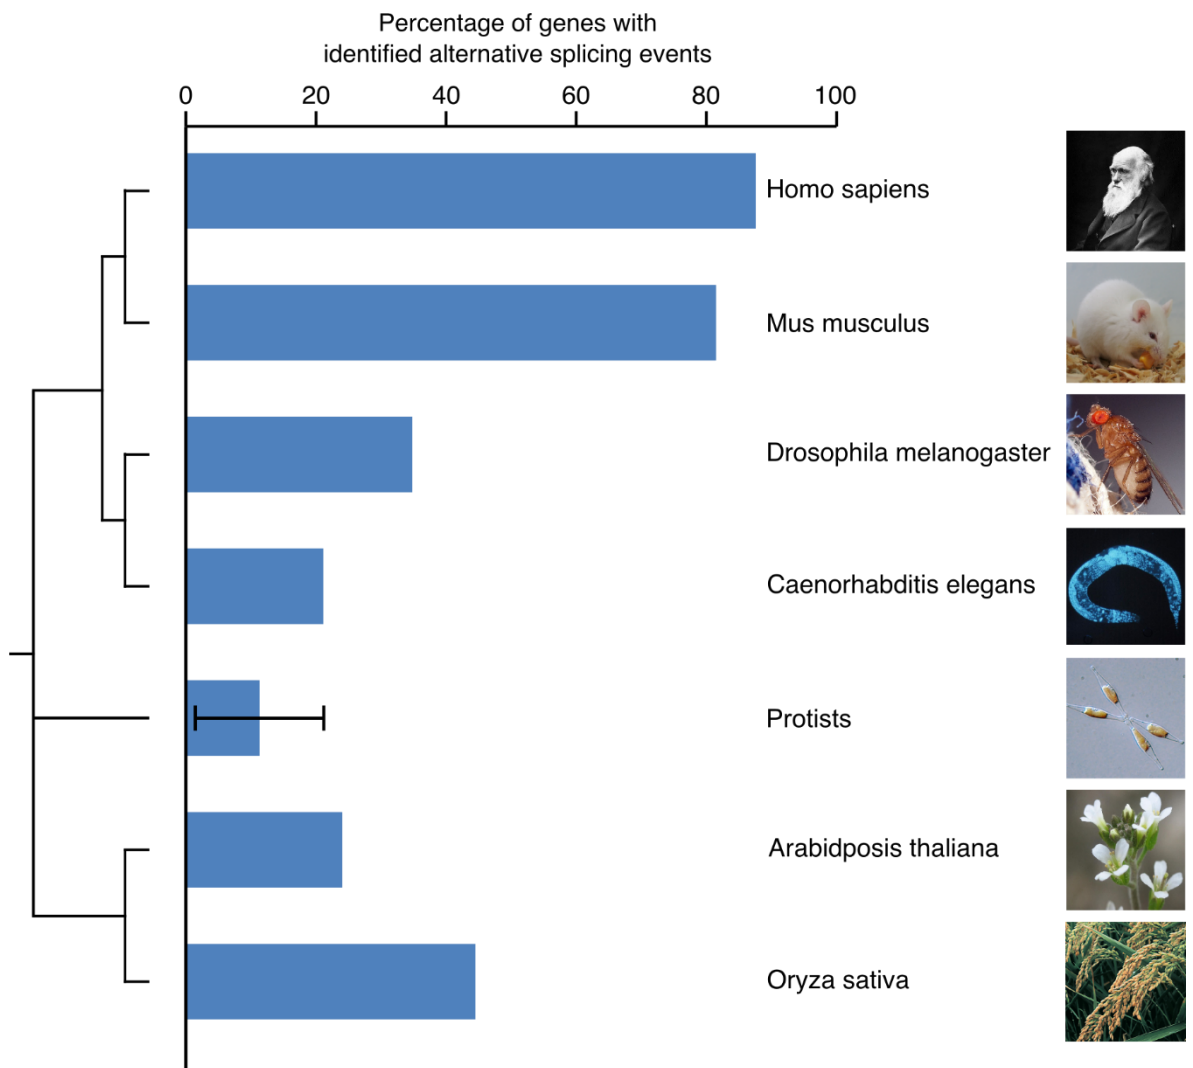 Percentage of genes with
identified alternative splicing events
0 20 40 60 80 100
Homo sapiens
Mus musculus
Drosophila melanogaster
Caenorhabditis elegans
Protists
Arabidposis thaliana
Oryza sativa